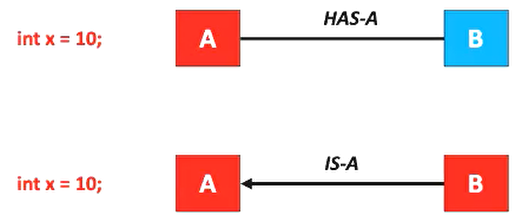 HAS-A
int x = 10; A B
IS-A
int x = 10; A B